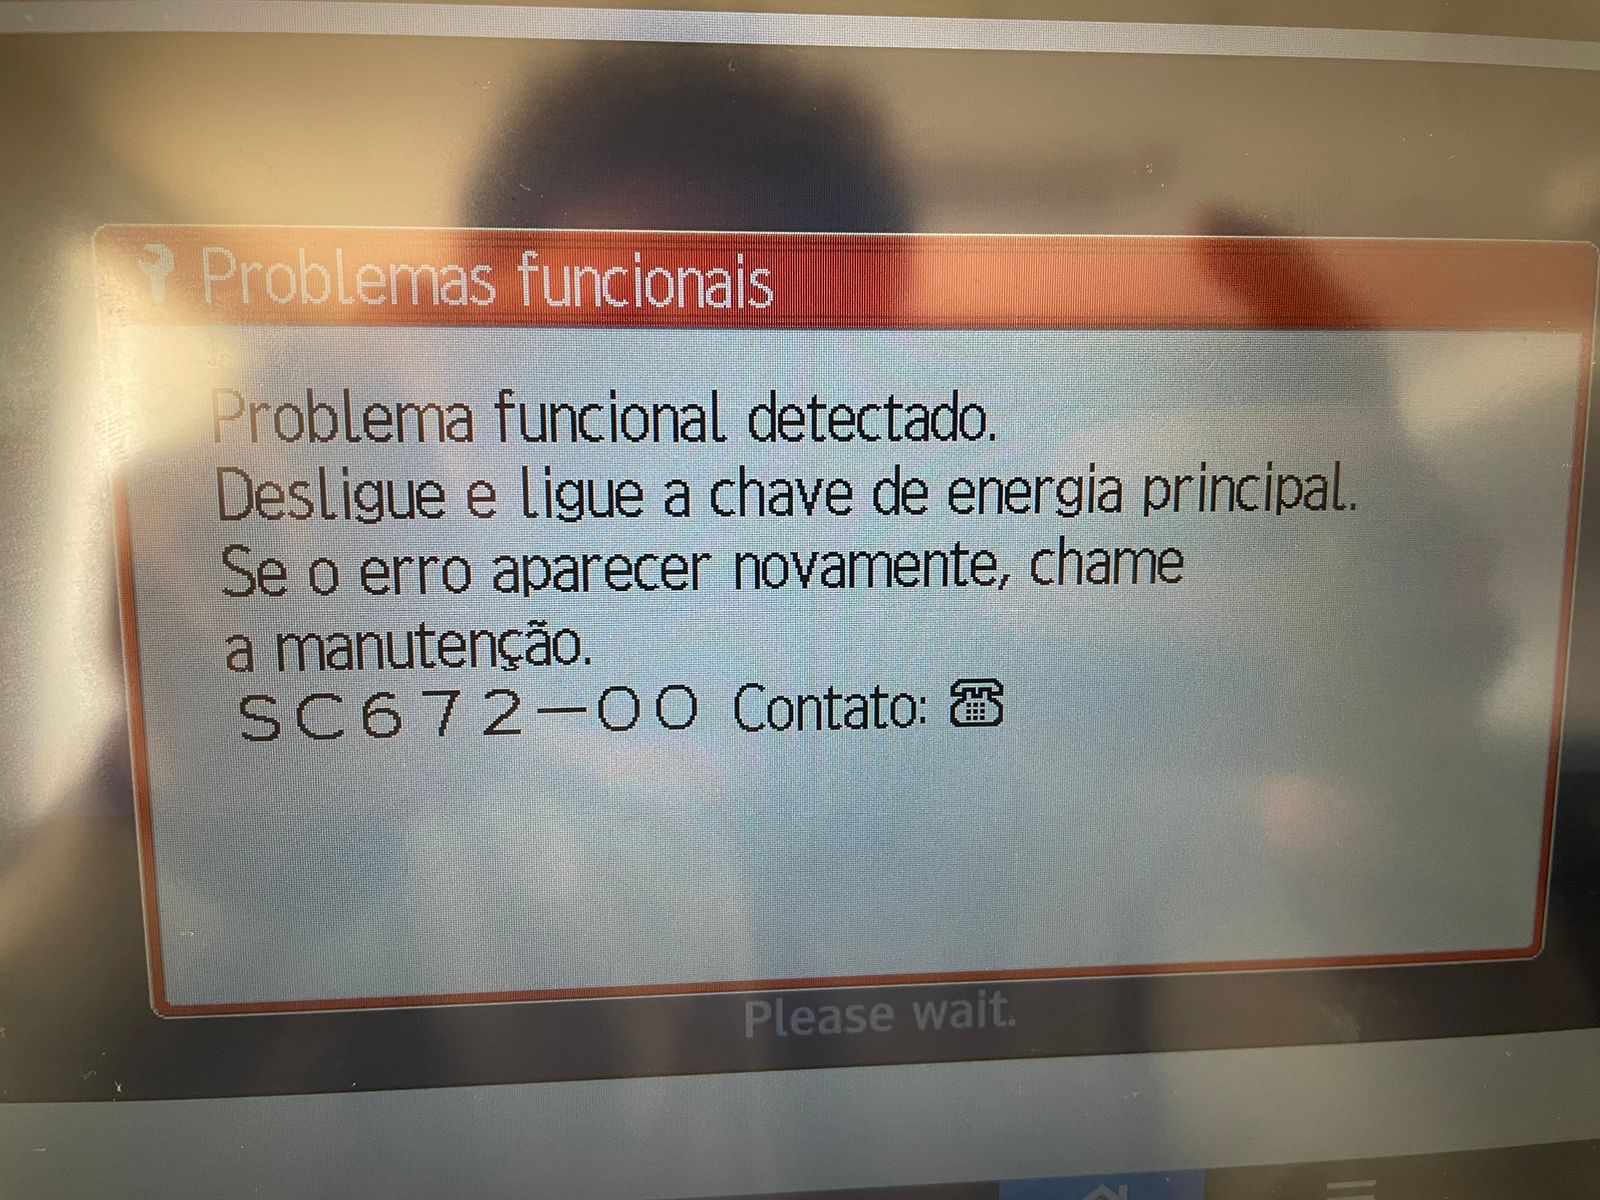 Problemas funcionais
Problema funcional detectado.
Desligue e ligue a chave de energia principal.
Se o erro aparecer novamente, chame
a manutenção.
SC672-00 Contato:
Please wait.